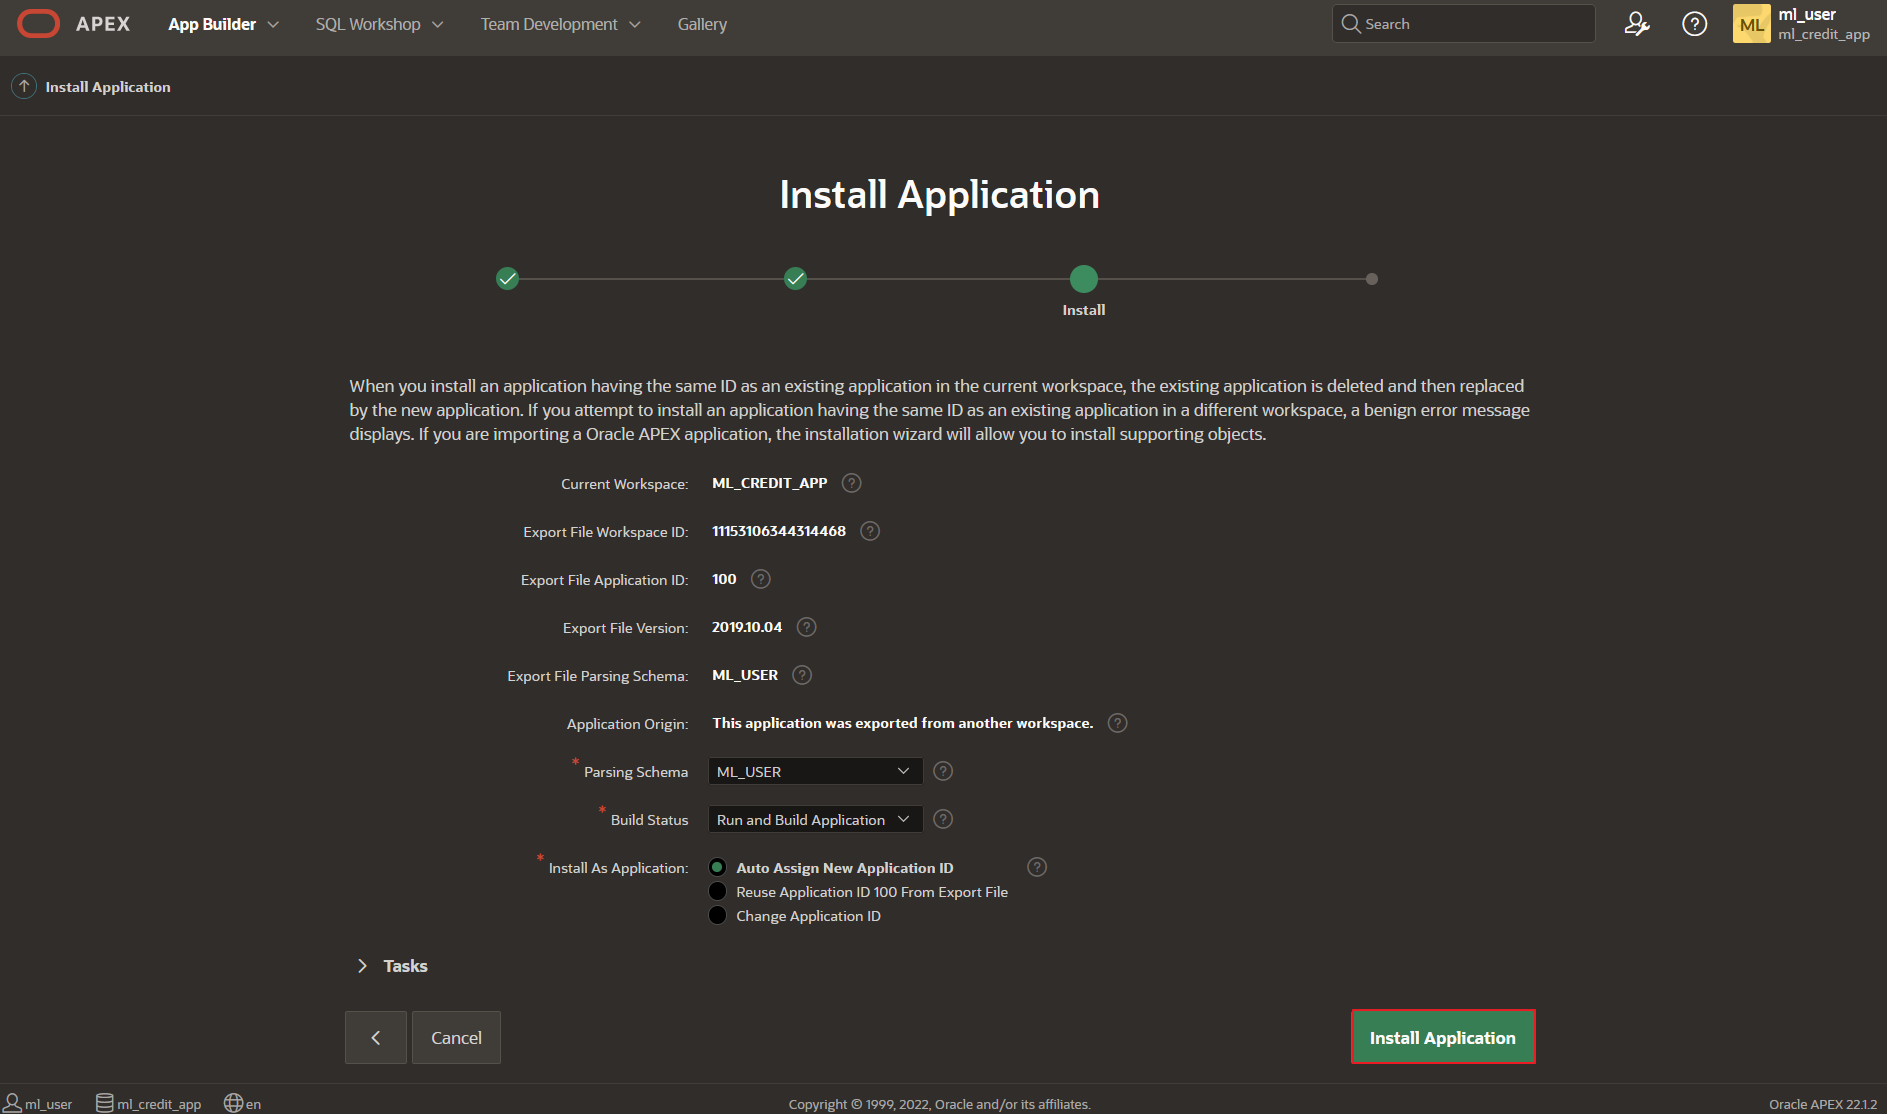 APEX
App Builder
SQL Workshop
Team Development
Gallery
Search
ML
ml_user
ml_credit_app
Install Application
Install Application
Install
When you install an application having the same ID as an existing application in the current workspace, the existing application is deleted and then replaced
by the new application. If you attempt to install an application having the same ID as an existing application in a different workspace, a benign error message
displays. If you are importing a Oracle APEX application, the installation wizard will allow you to install supporting objects.
Current Workspace: ML_CREDIT_APP
Export File Workspace ID: 11153106344314468
Export File Application ID: 100
Export File Version: 2019.10.04
Export File Parsing Schema: ML_USER
Application Origin: This application was exported from another workspace.
* Parsing Schema ML_USER
* Build Status Run and Build Application
* Install As Application: Auto Assign New Application ID
Reuse Application ID 100 From Export File
Change Application ID
Tasks
Cancel
Install Application
ml_user ml_credit_app en
Copyright © 1999, 2022, Oracle and/or its affiliates.
Oracle APEX 22.1.2